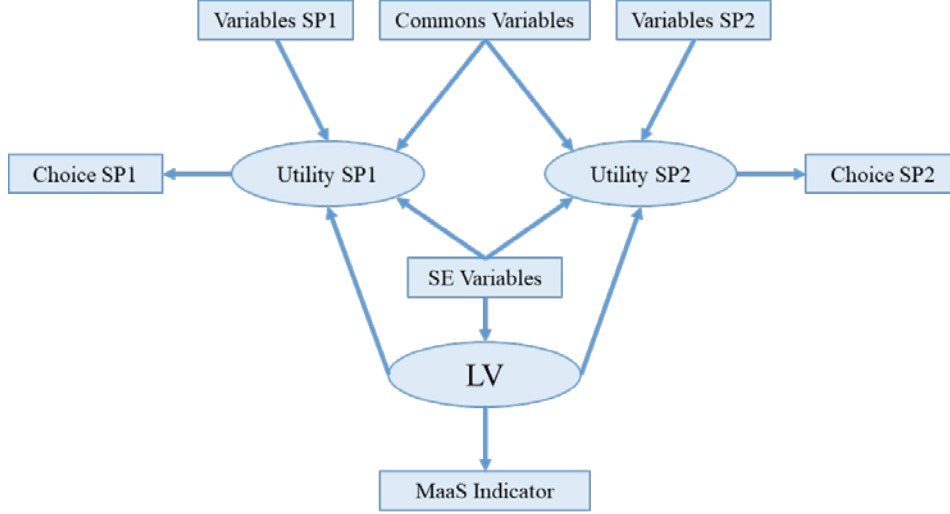 Variables SP1
Commons Variables
Variables SP2
Choice SP1
Utility SP1
Utility SP2
Choice SP2
SE Variables
LV
MaaS Indicator